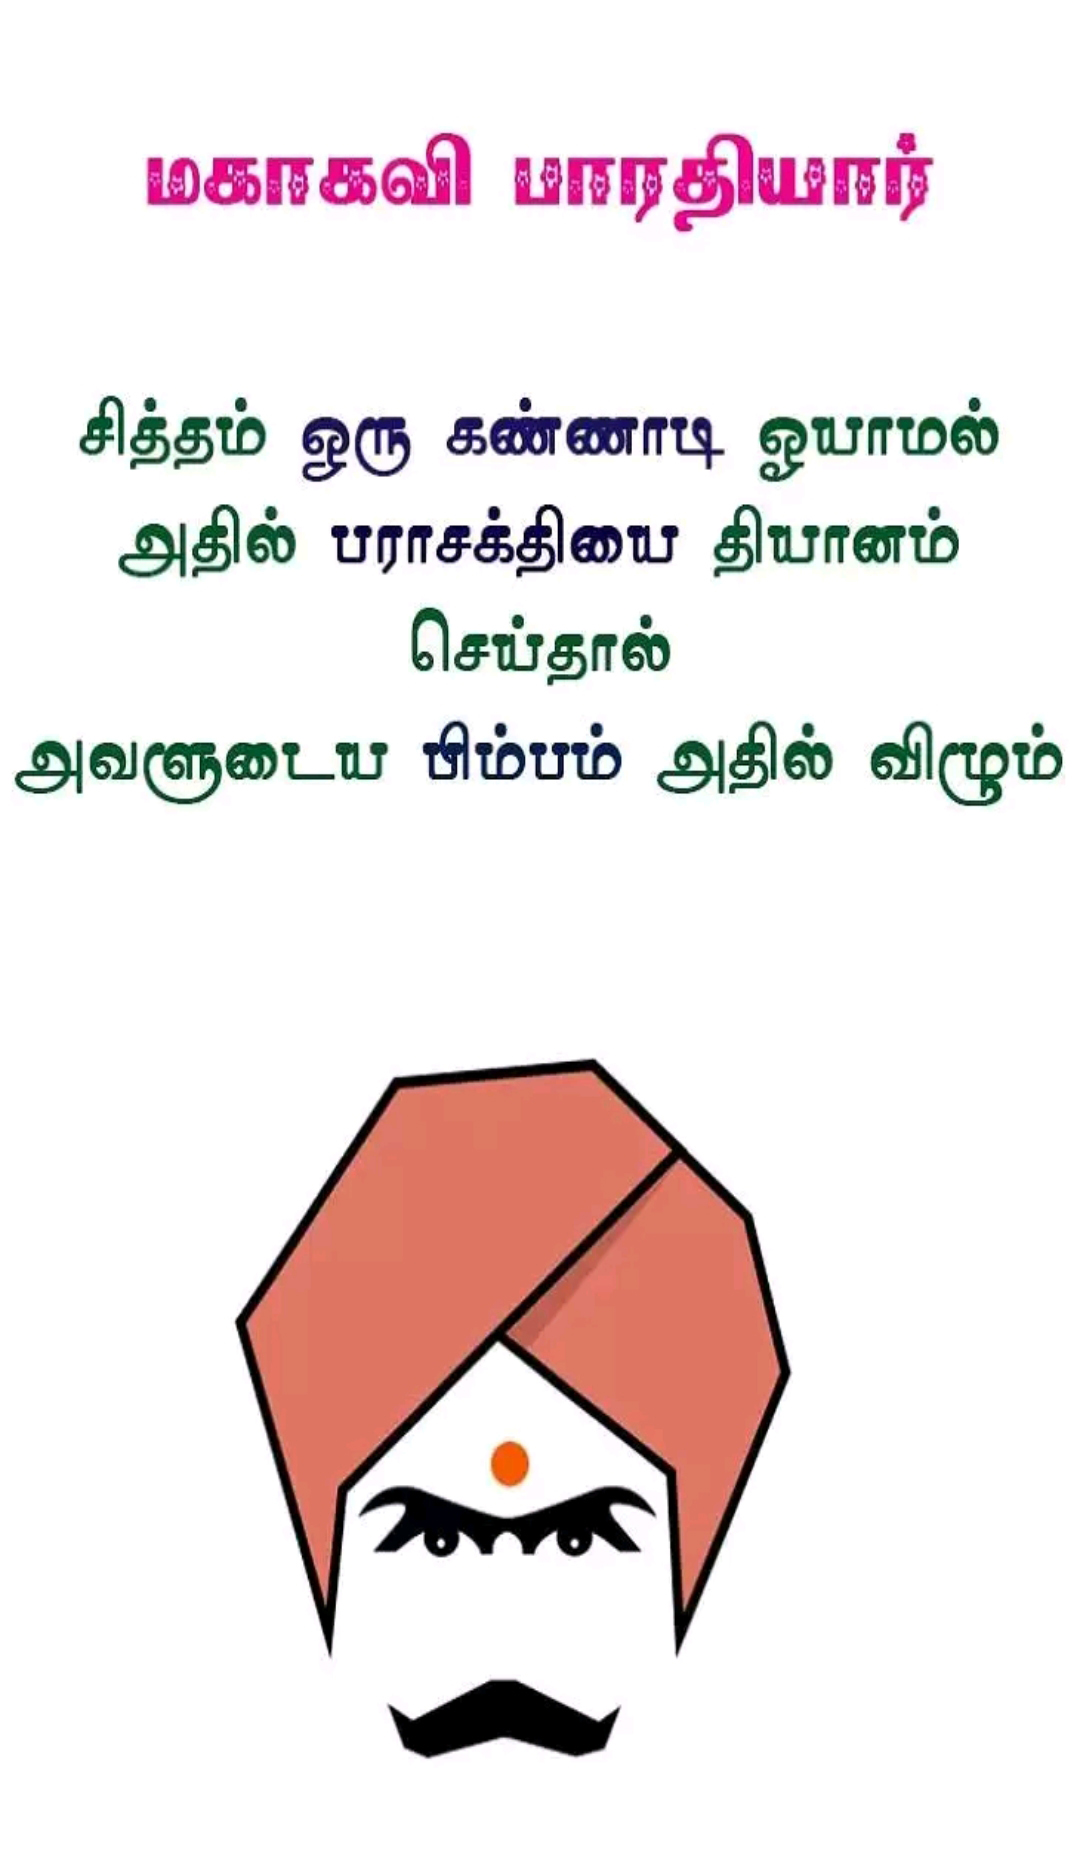 மகாகவி பாரதியார்
சித்தம் ஒரு கண்ணாடி ஓயாமல்
அதில் பராசக்தியை தியானம்
செய்தால்
அவளுடைய பிம்பம் அதில் விழும்